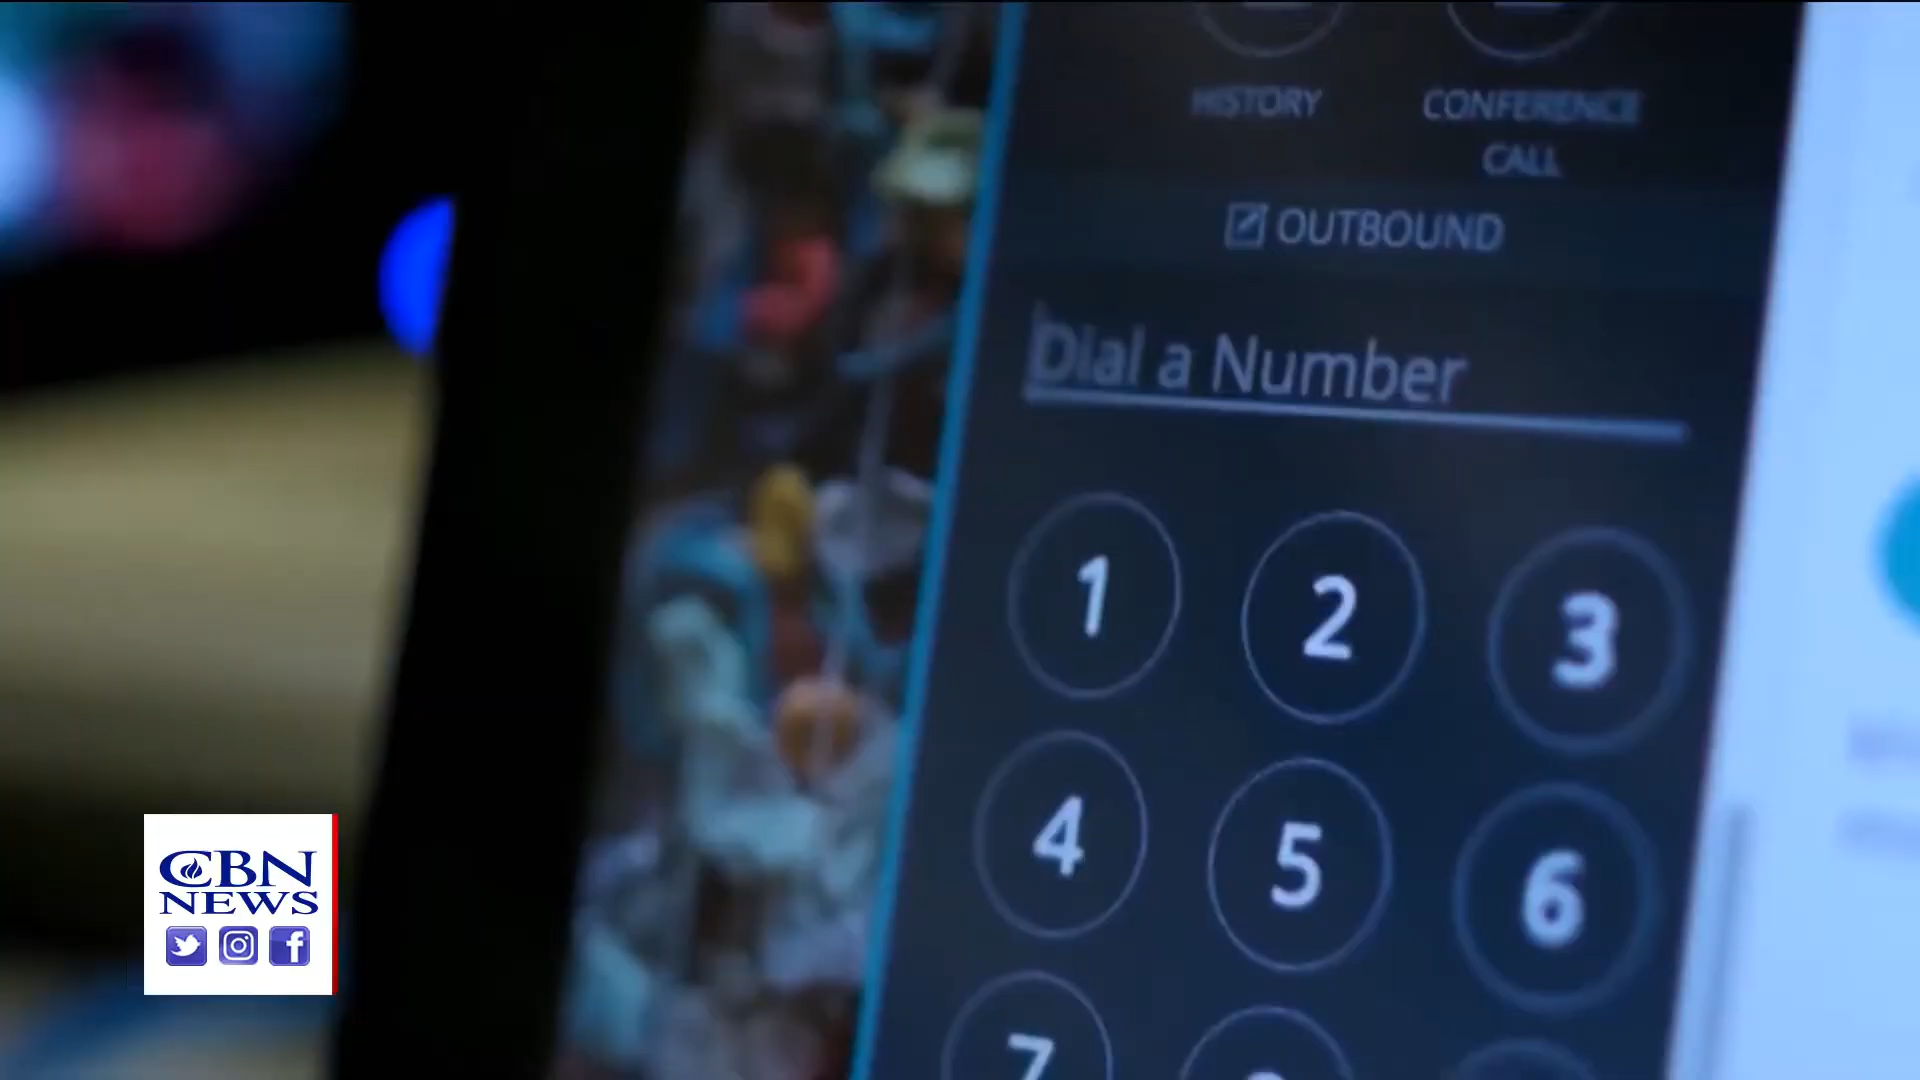 HISTORY
CONFERENCE
CALL
OUTBOUND
Dial a Number
1 2 3
4 5 6
7
CBN
NEWS